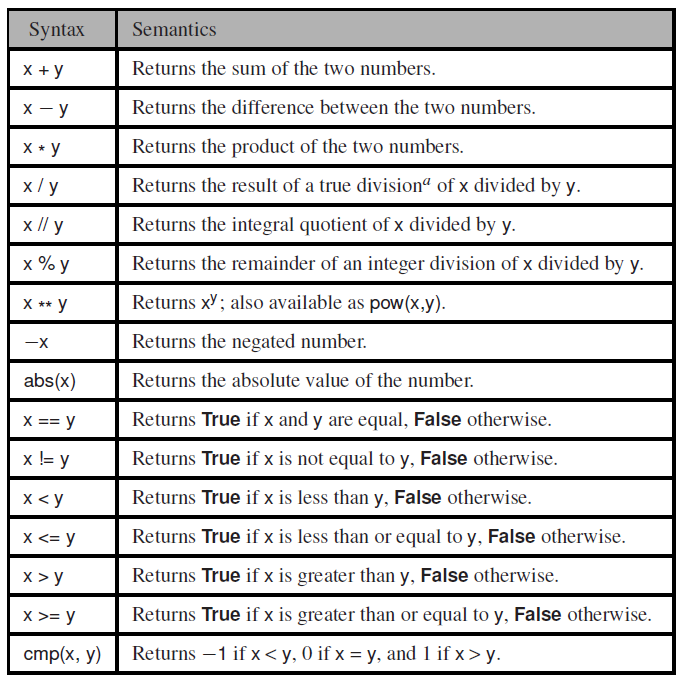 Syntax Semantics
x + y Returns the sum of the two numbers.
x − y Returns the difference between the two numbers.
x * y Returns the product of the two numbers.
x / y Returns the result of a true divisionᵃ of x divided by y.
x // y Returns the integral quotient of x divided by y.
x % y Returns the remainder of an integer division of x divided by y.
x ** y Returns xʸ; also available as pow(x,y).
−x Returns the negated number.
abs(x) Returns the absolute value of the number.
x == y Returns True if x and y are equal, False otherwise.
x != y Returns True if x is not equal to y, False otherwise.
x < y Returns True if x is less than y, False otherwise.
x <= y Returns True if x is less than or equal to y, False otherwise.
x > y Returns True if x is greater than y, False otherwise.
x >= y Returns True if x is greater than or equal to y, False otherwise.
cmp(x, y) Returns −1 if x < y, 0 if x = y, and 1 if x > y.